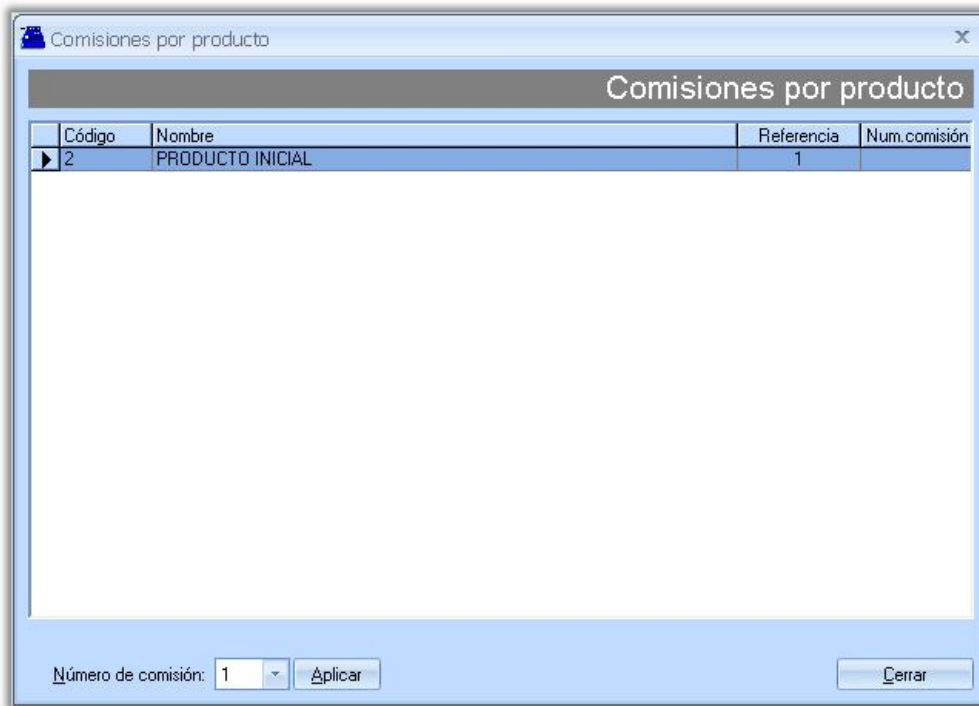 Comisiones por producto
Comisiones por producto
Código Nombre Referencia Num.comisión
2 PRODUCTO INICIAL 1
Número de comisión: 1 Aplicar Cerrar